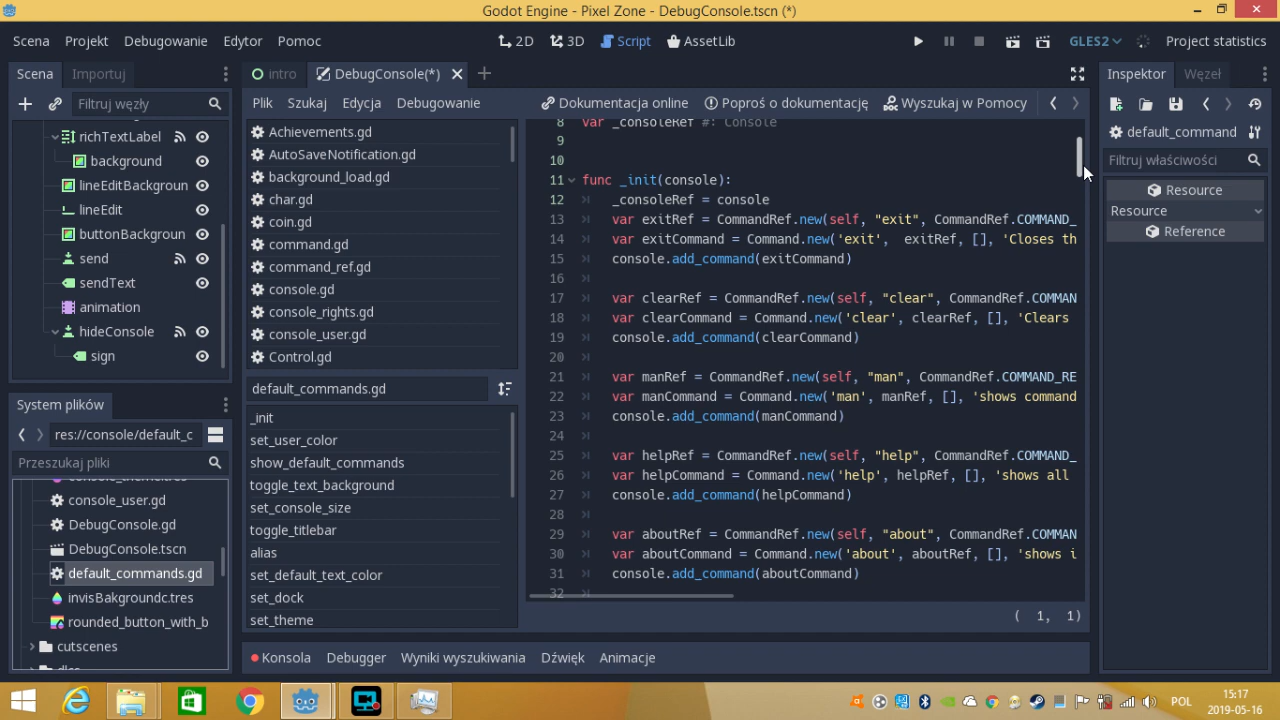 Godot Engine - Pixel Zone - DebugConsole.tscn (*)
Scena Projekt Debugowanie Edytor Pomoc
2D 3D Script AssetLib
GLES2 Project statistics
Scena Importuj
Filtruj węzły
richTextLabel
background
lineEditBackgroun
lineEdit
buttonBackgroun
send
sendText
animation
hideConsole
sign
System plików
res://console/default_c
Przeszukaj pliki
console_user.gd
DebugConsole.gd
DebugConsole.tscn
default_commands.gd
invisBakgroundc.tres
rounded_button_with_b
cutscenes
intro DebugConsole(*)
Plik Szukaj Edycja Debugowanie
Dokumentacja online Poproś o dokumentację Wyszukaj w Pomocy
Achievements.gd
AutoSaveNotification.gd
background_load.gd
char.gd
coin.gd
command.gd
command_ref.gd
console.gd
console_rights.gd
console_user.gd
Control.gd
default_commands.gd
_init
set_user_color
show_default_commands
toggle_text_background
set_console_size
toggle_titlebar
alias
set_default_text_color
set_dock
set_theme
8 var _consoleRef #: Console
9
10
11 func _init(console):
12 _consoleRef = console
13 var exitRef = CommandRef.new(self, "exit", CommandRef.COMMAND_
14 var exitCommand = Command.new('exit',  exitRef, [], 'Closes th
15 console.add_command(exitCommand)
16
17 var clearRef = CommandRef.new(self, "clear", CommandRef.COMMAN
18 var clearCommand = Command.new('clear', clearRef, [], 'Clears
19 console.add_command(clearCommand)
20
21 var manRef = CommandRef.new(self, "man", CommandRef.COMMAND_RE
22 var manCommand = Command.new('man', manRef, [], 'shows command
23 console.add_command(manCommand)
24
25 var helpRef = CommandRef.new(self, "help", CommandRef.COMMAND_
26 var helpCommand = Command.new('help', helpRef, [], 'shows all
27 console.add_command(helpCommand)
28
29 var aboutRef = CommandRef.new(self, "about", CommandRef.COMMAN
30 var aboutCommand = Command.new('about', aboutRef, [], 'shows i
31 console.add_command(aboutCommand)
32
( 1, 1)
Konsola Debugger Wyniki wyszukiwania Dźwięk Animacje
Inspektor Węzeł
default_command
Filtruj właściwości
Resource
Resource
Reference
POL
15:17
2019-05-16